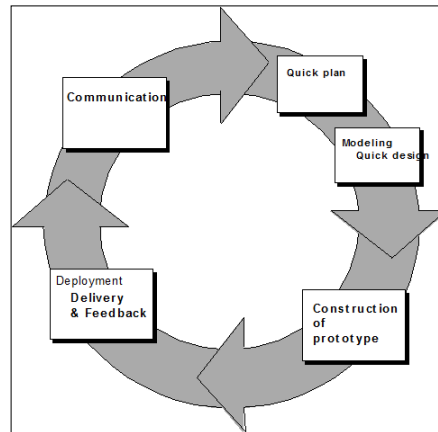 Communication
Quick plan
Modeling
Quick design
Construction
of
prototype
Deployment
Delivery
& Feedback